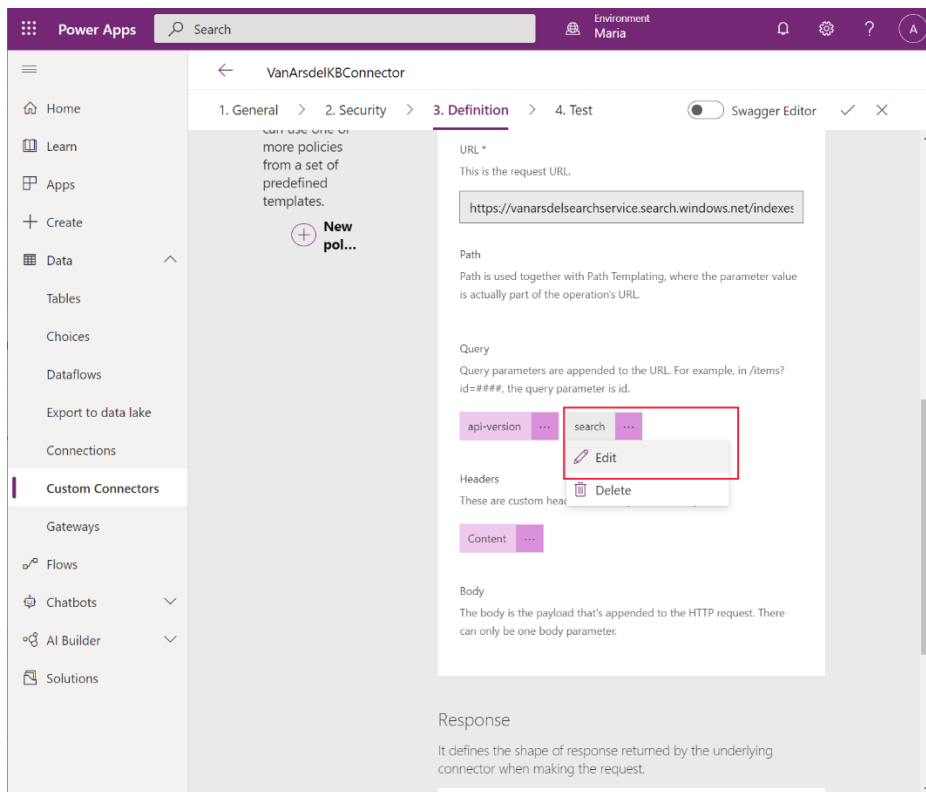 Power Apps
Search
Environment
Maria
?
A
VanArsdelKBConnector
1. General
2. Security
3. Definition
4. Test
Swagger Editor
Home
Learn
Apps
Create
Data
Tables
Choices
Dataflows
Export to data lake
Connections
Custom Connectors
Gateways
Flows
Chatbots
AI Builder
Solutions
can use one or
more policies
from a set of
predefined
templates.
New
pol...
URL *
This is the request URL.
https://vanarsdelsearchservice.search.windows.net/indexes
Path
Path is used together with Path Templating, where the parameter value
is actually part of the operation's URL.
Query
Query parameters are appended to the URL. For example, in /items?
id=####, the query parameter is id.
api-version ...
search ...
Edit
Delete
Headers
These are custom hea
Content ...
Body
The body is the payload that's appended to the HTTP request. There
can only be one body parameter.
Response
It defines the shape of response returned by the underlying
connector when making the request.